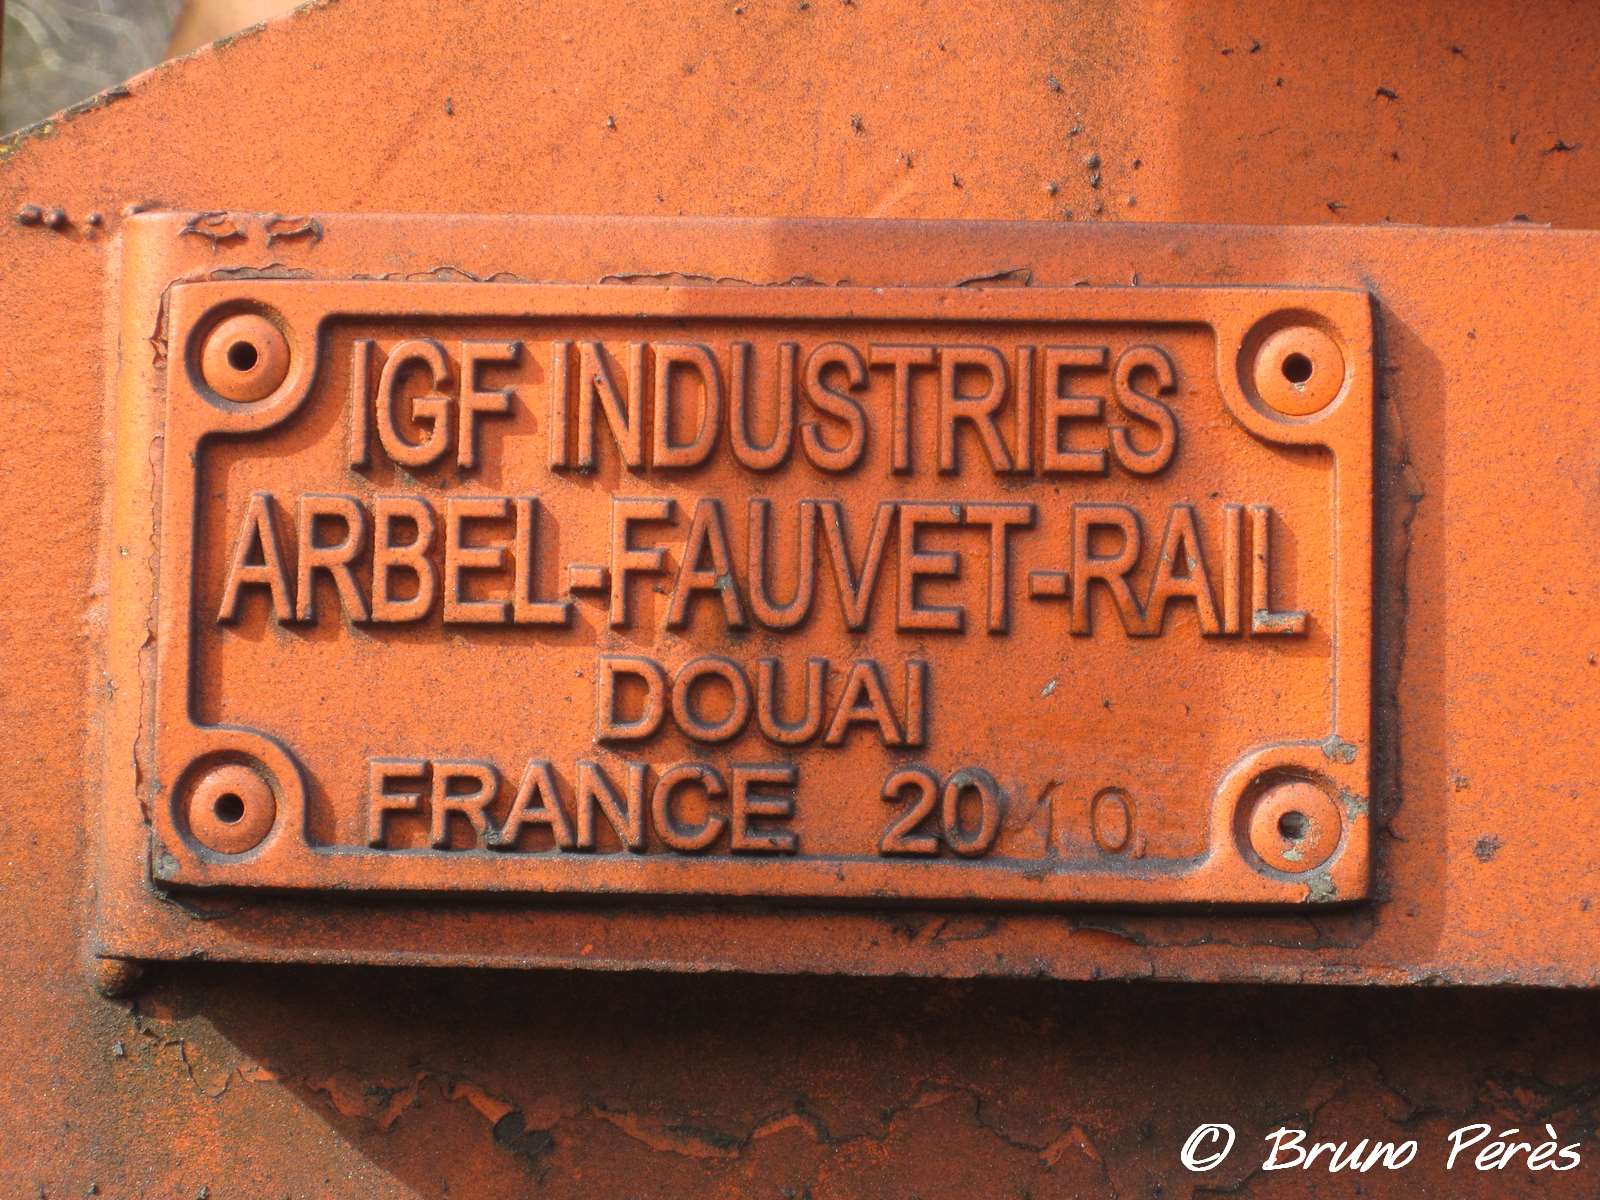 IGF INDUSTRIES
ARBEL-FAUVET-RAIL
DOUAI
FRANCE 2010
© Bruno Pérès